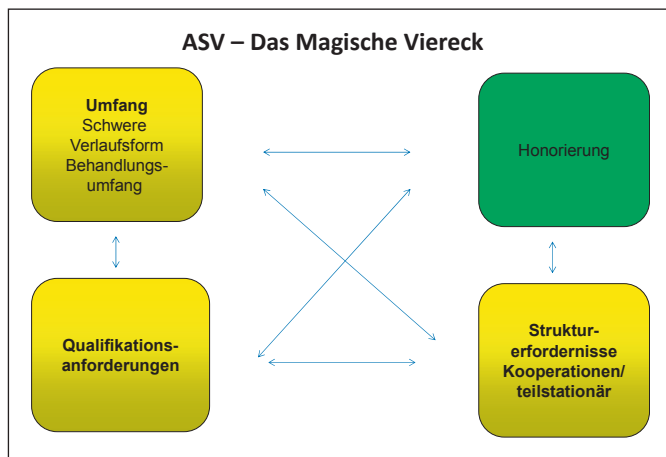 ASV – Das Magische Viereck
Umfang
Schwere
Verlaufsform
Behandlungs-
umfang
Honorierung
Qualifikations-
anforderungen
Struktur-
erfordernisse
Kooperationen/
teilstationär